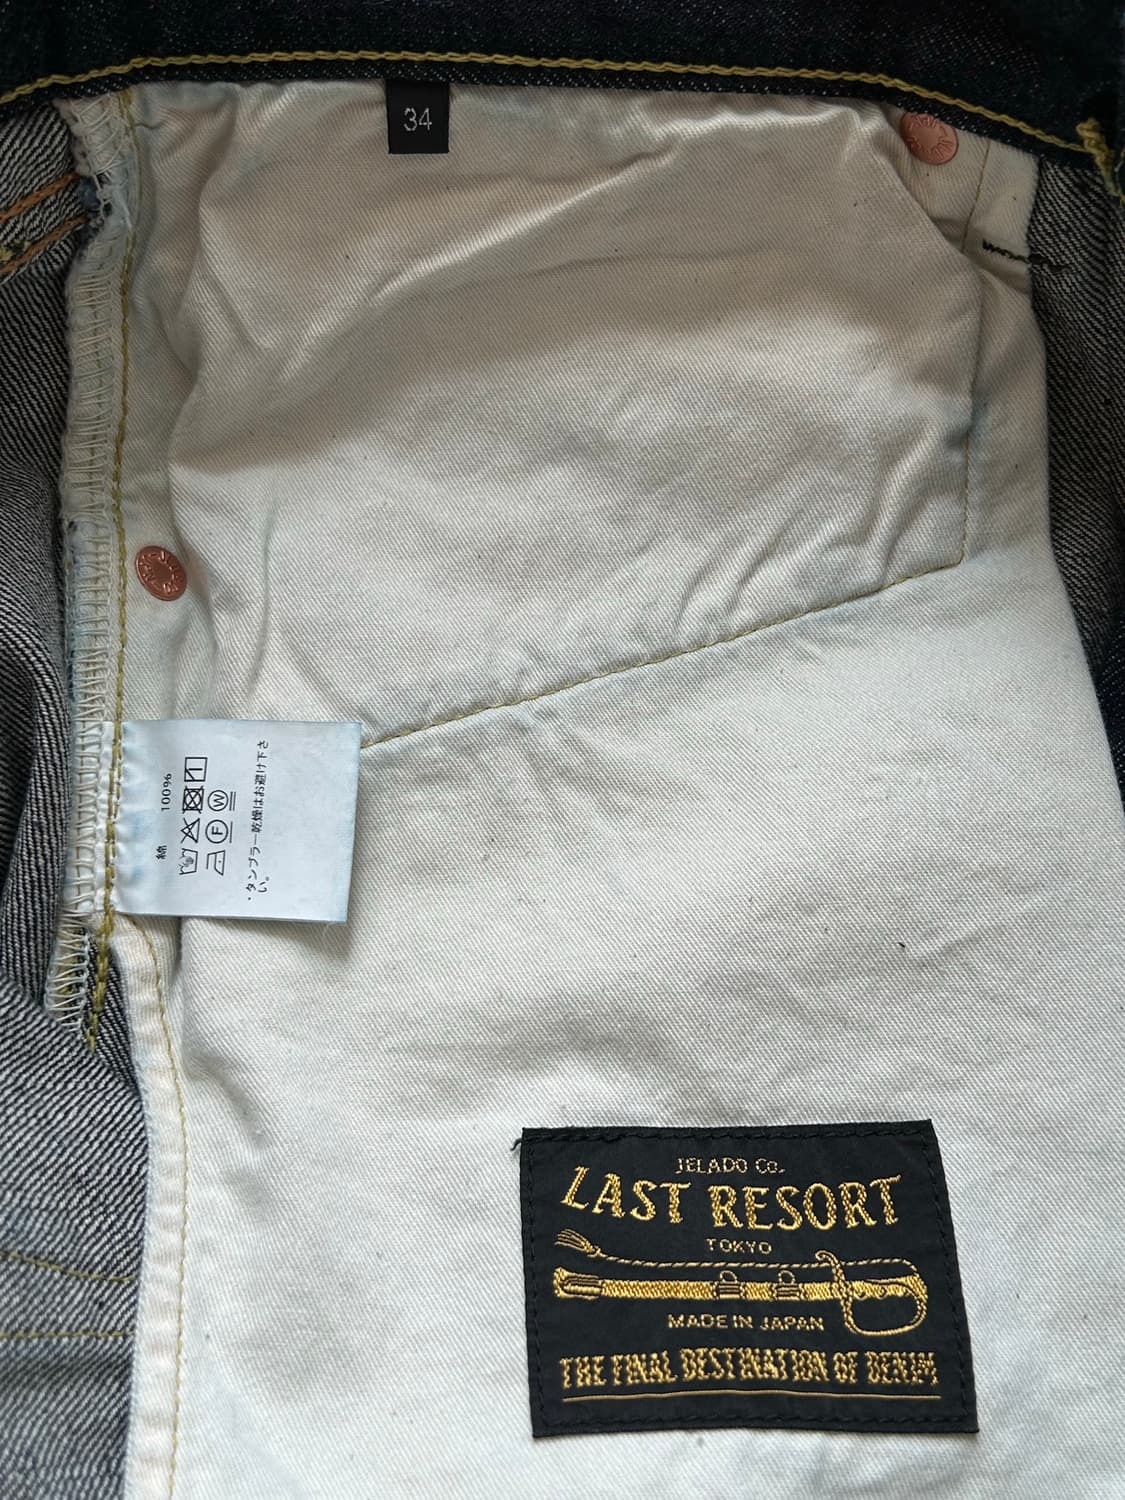 34
綿 100%
F W
・タンブラー乾燥はお避け下さ
い。
JELADO CO.
LAST RESORT
TOKYO
MADE IN JAPAN
THE FINAL DESTINATION OF DENIM